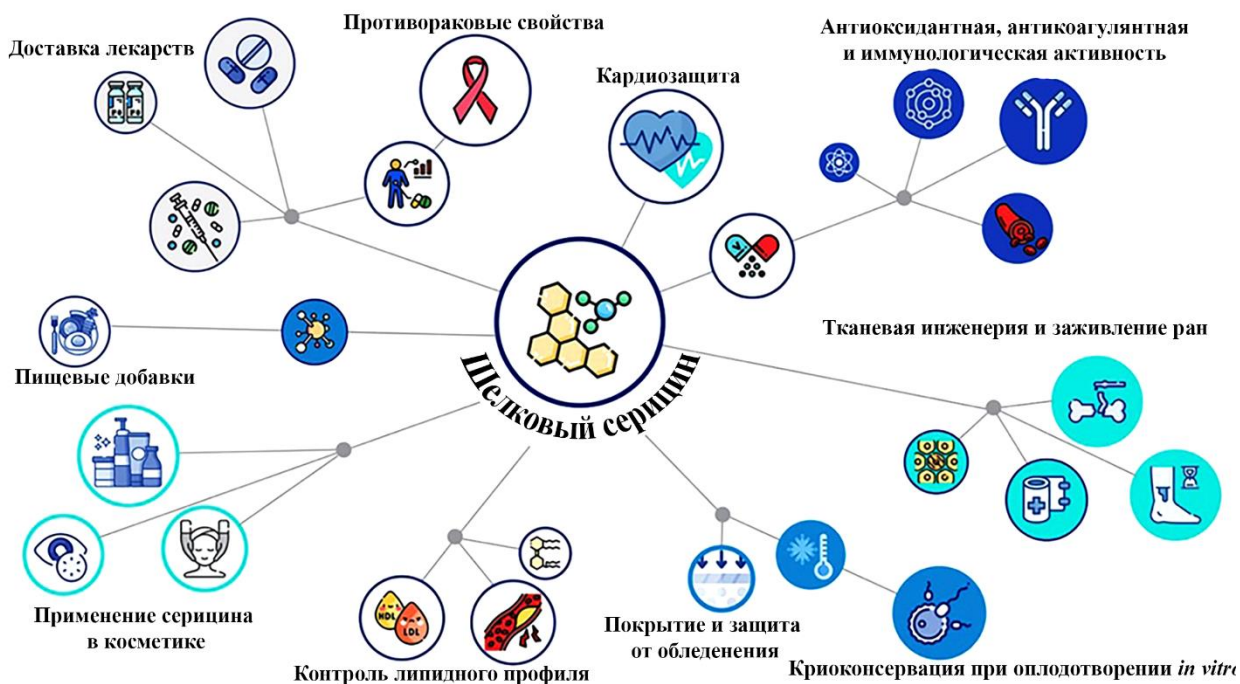 Противораковые свойства
Антиоксидантная, антикоагулянтная
и иммунологическая активность
Доставка лекарств
Кардиозащита
Тканевая инженерия и заживление ран
Пищевые добавки
Шелковый серицин
HDL
LDL
Применение серицина
в косметике
Контроль липидного профиля
Покрытие и защита
от обледенения
Криоконсервация при оплодотворении in vitro